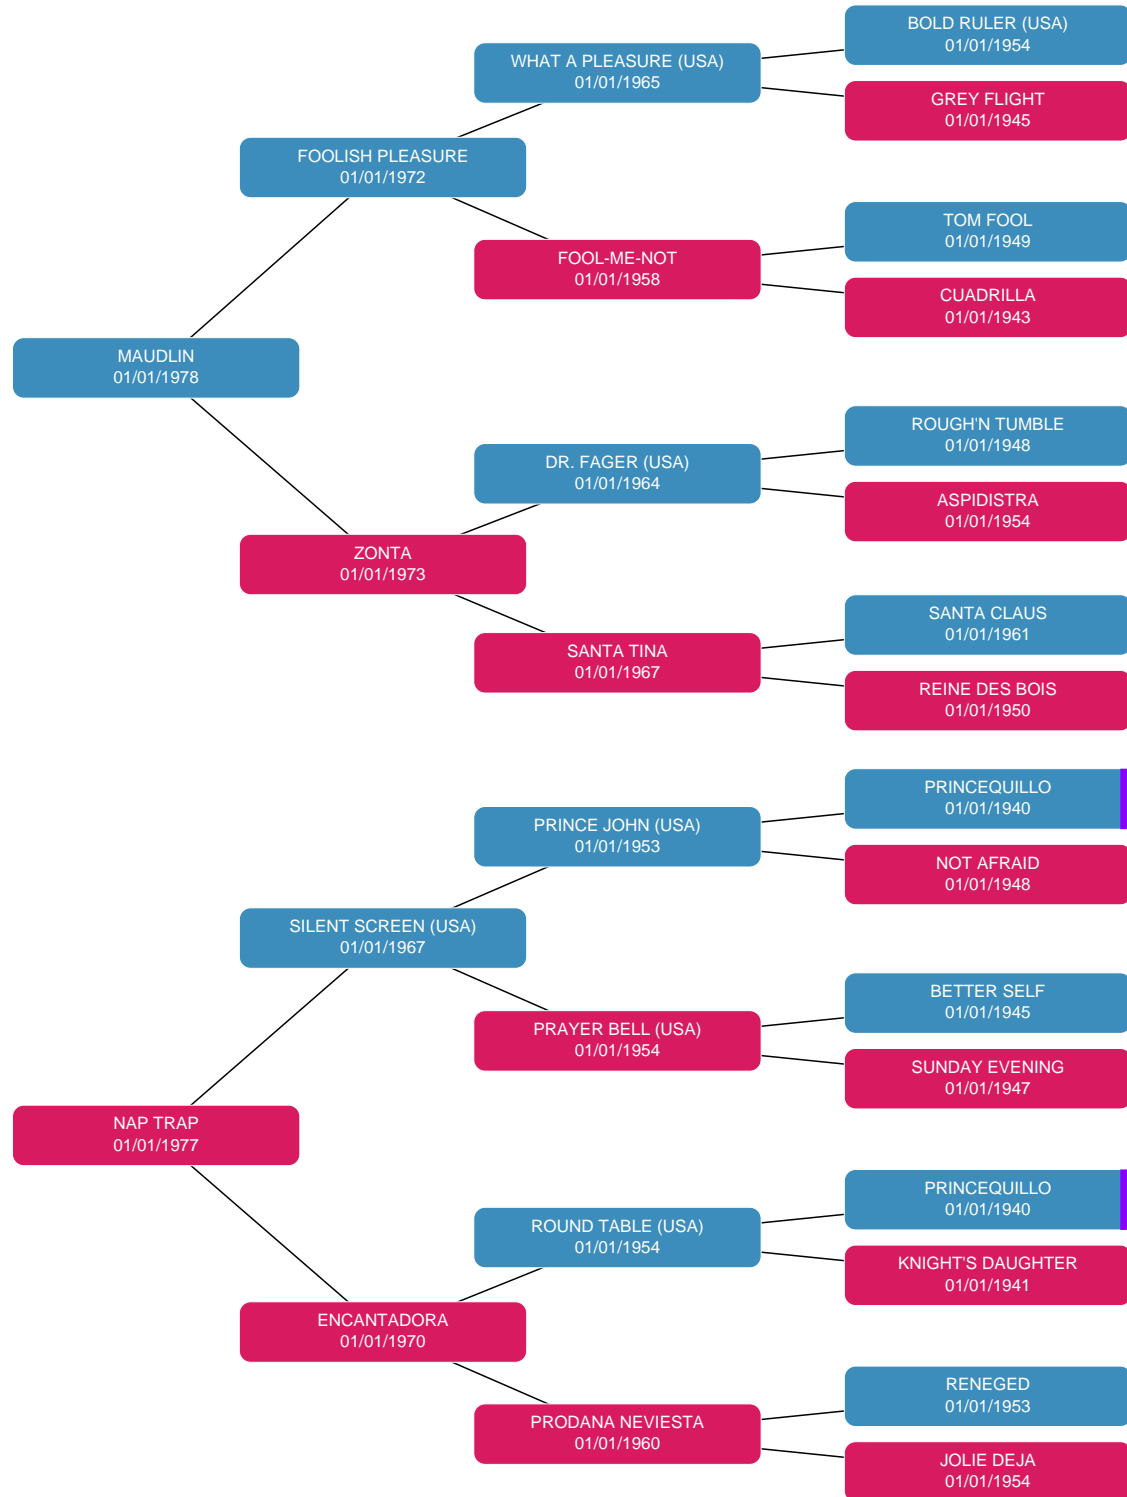 BOLD RULER (USA)
01/01/1954
WHAT A PLEASURE (USA)
01/01/1965
GREY FLIGHT
01/01/1945
FOOLISH PLEASURE
01/01/1972
TOM FOOL
01/01/1949
FOOL-ME-NOT
01/01/1958
CUADRILLA
01/01/1943
MAUDLIN
01/01/1978
ROUGH'N TUMBLE
01/01/1948
DR. FAGER (USA)
01/01/1964
ASPIDISTRA
01/01/1954
ZONTA
01/01/1973
SANTA CLAUS
01/01/1961
SANTA TINA
01/01/1967
REINE DES BOIS
01/01/1950
PRINCEQUILLO
01/01/1940
PRINCE JOHN (USA)
01/01/1953
NOT AFRAID
01/01/1948
SILENT SCREEN (USA)
01/01/1967
BETTER SELF
01/01/1945
PRAYER BELL (USA)
01/01/1954
SUNDAY EVENING
01/01/1947
NAP TRAP
01/01/1977
PRINCEQUILLO
01/01/1940
ROUND TABLE (USA)
01/01/1954
KNIGHT'S DAUGHTER
01/01/1941
ENCANTADORA
01/01/1970
RENEGED
01/01/1953
PRODANA NEVIESTA
01/01/1960
JOLIE DEJA
01/01/1954